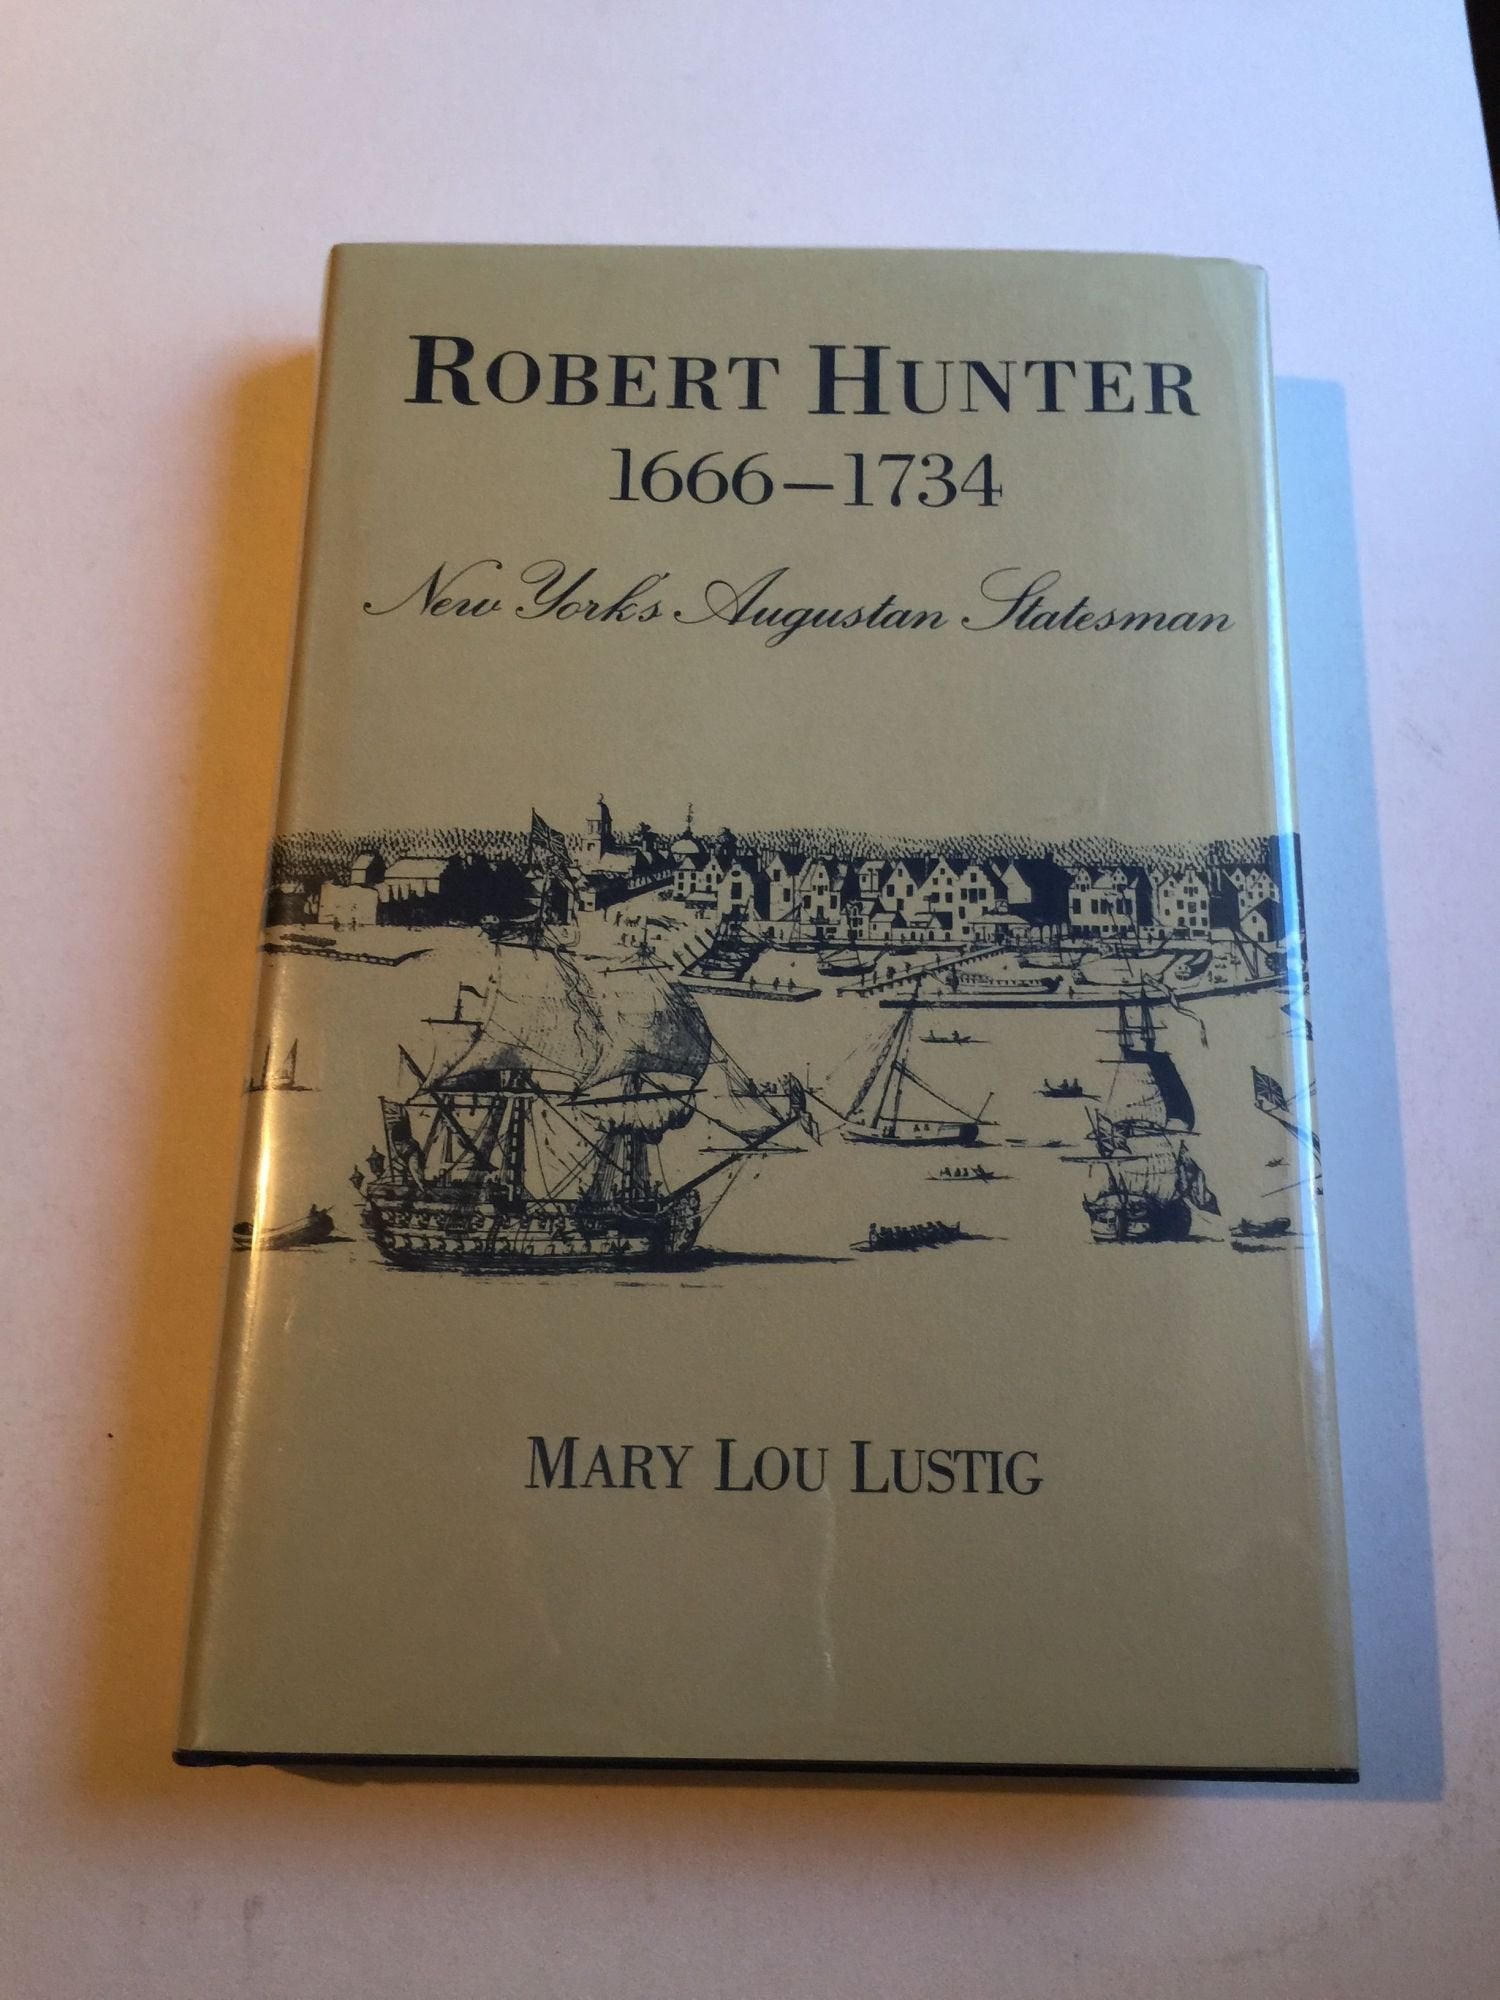 ROBERT HUNTER
1666–1734
New York's Augustan Statesman
MARY LOU LUSTIG